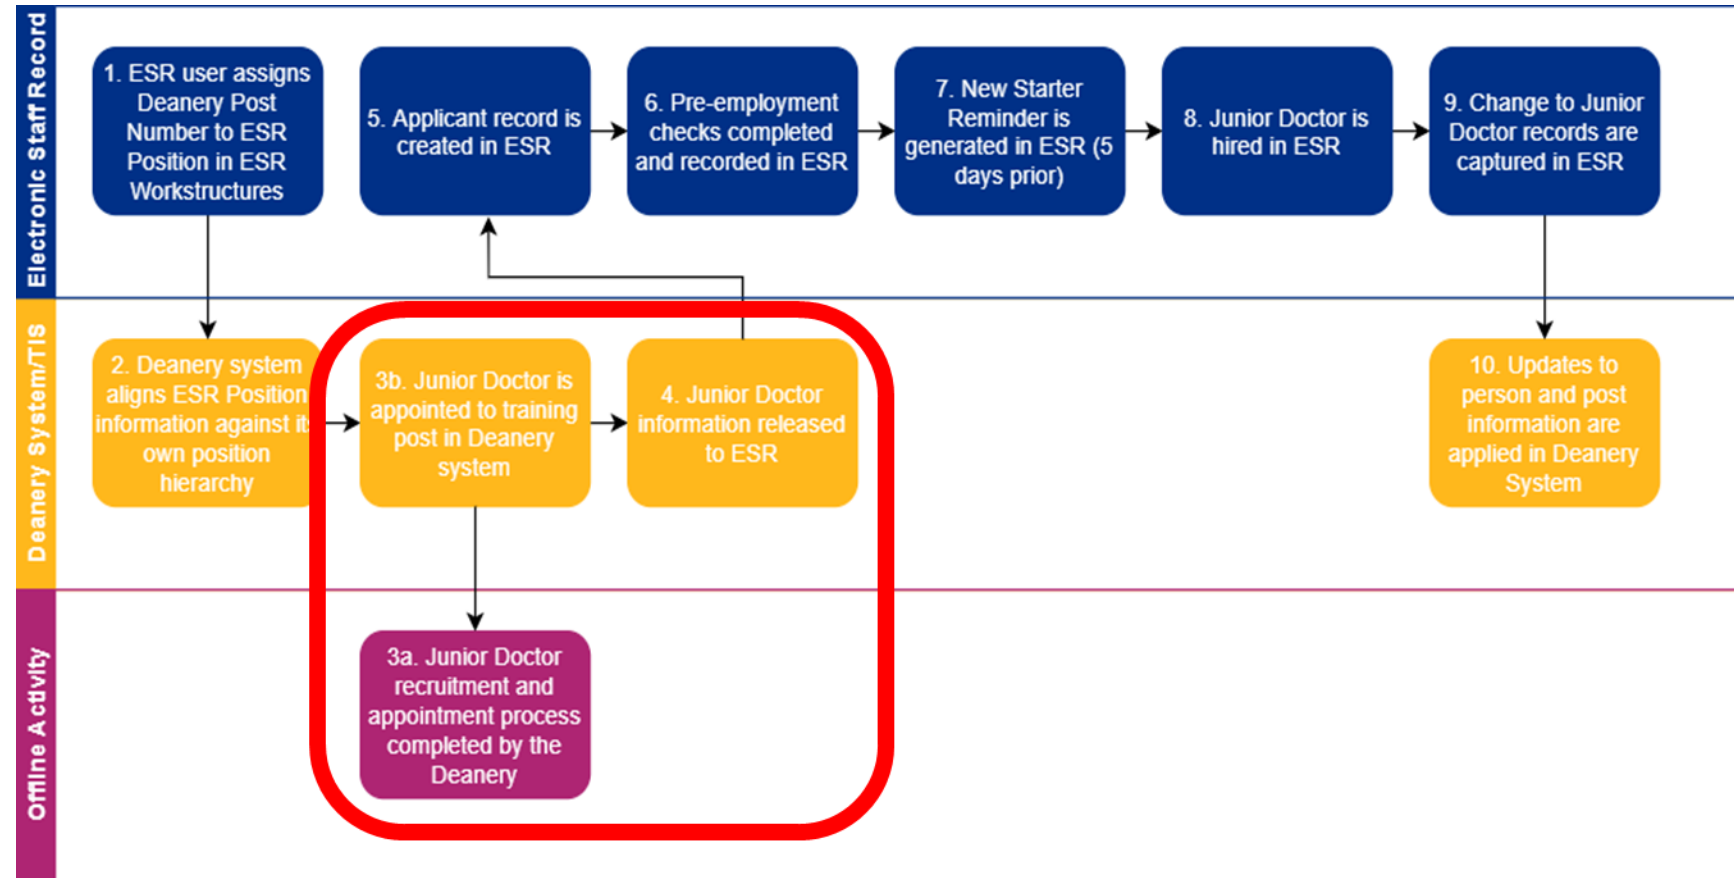 Electronic Staff Record
1. ESR user assigns
Deanery Post
Number to ESR
Position in ESR
Workstructures
5. Applicant record is
created in ESR
6. Pre-employment
checks completed
and recorded in ESR
7. New Starter
Reminder is
generated in ESR (5
days prior)
8. Junior Doctor is
hired in ESR
9. Change to Junior
Doctor records are
captured in ESR
Deanery System/TIS
2. Deanery system
aligns ESR Position
information against its
own position
hierarchy
3b. Junior Doctor is
appointed to training
post in Deanery
system
4. Junior Doctor
information released
to ESR
10. Updates to
person and post
information are
applied in Deanery
System
Offline Activity
3a. Junior Doctor
recruitment and
appointment process
completed by the
Deanery